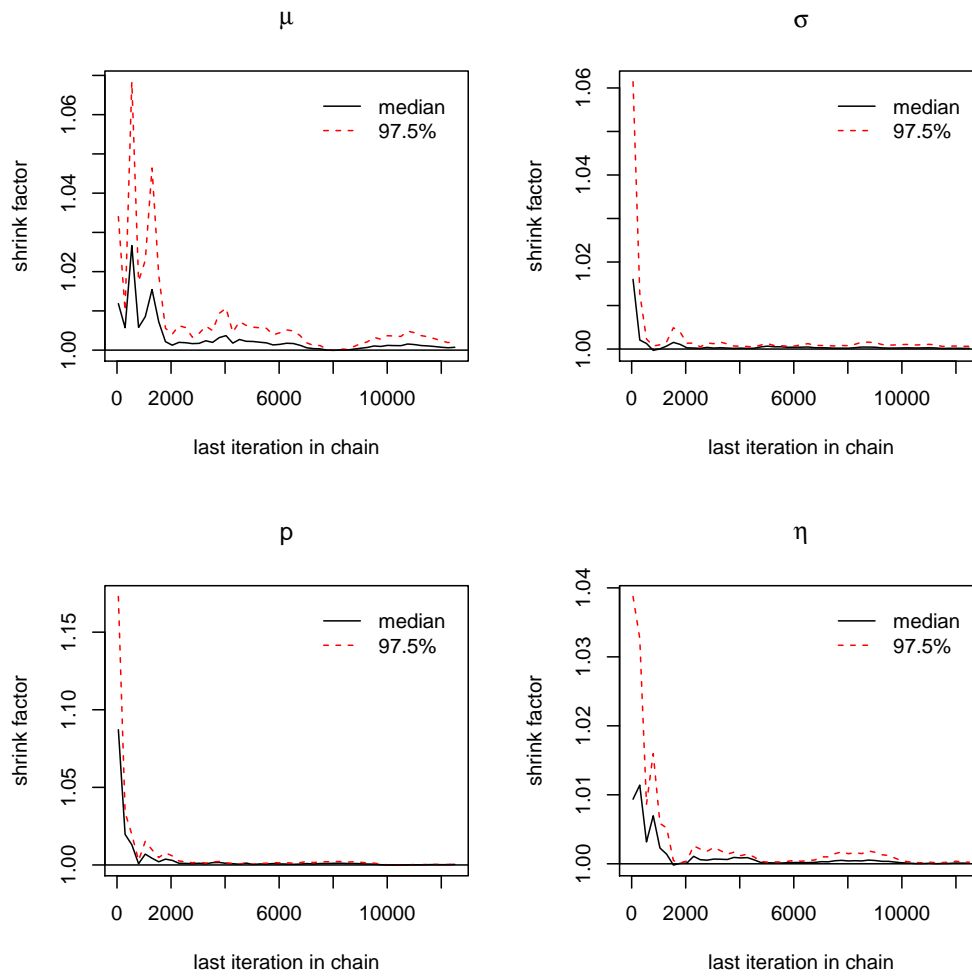 μ
1.00 1.02 1.04 1.06
shrink factor
median
97.5%
0 2000 6000 10000
last iteration in chain
σ
1.00 1.02 1.04 1.06
shrink factor
median
97.5%
0 2000 6000 10000
last iteration in chain
p
1.00 1.05 1.10 1.15
shrink factor
median
97.5%
0 2000 6000 10000
last iteration in chain
η
1.00 1.01 1.02 1.03 1.04
shrink factor
median
97.5%
0 2000 6000 10000
last iteration in chain